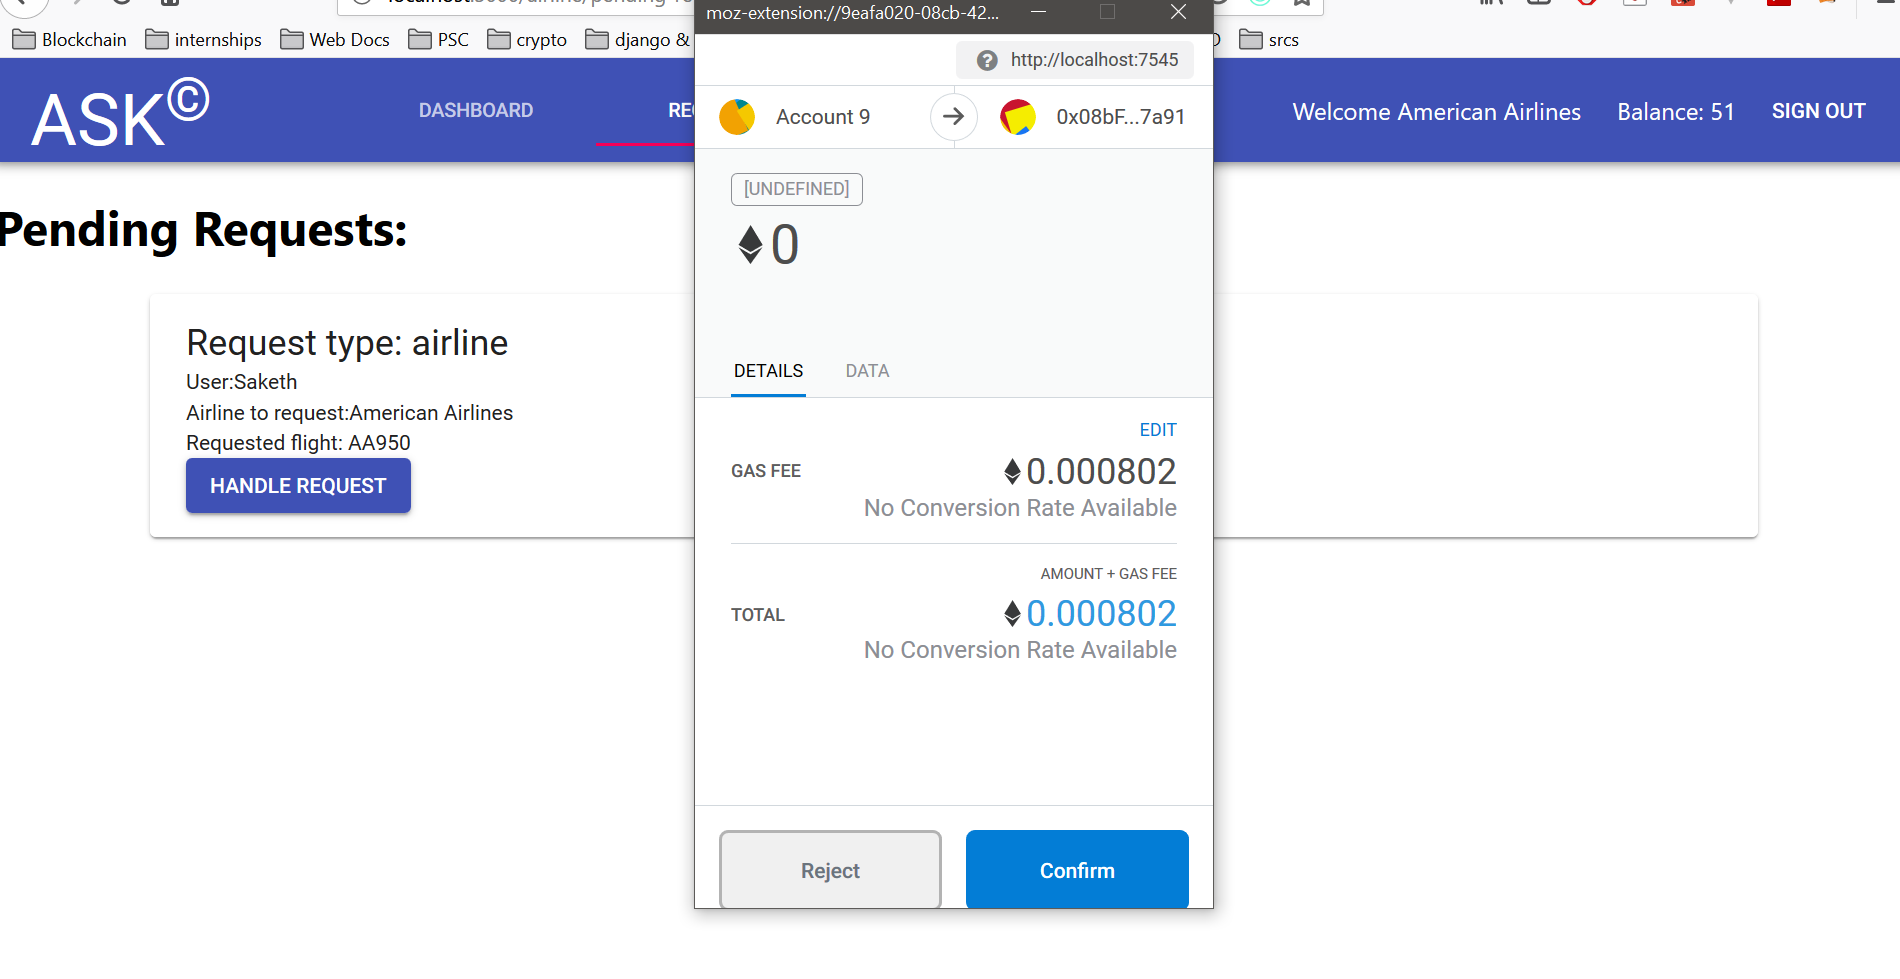 moz-extension://9eafa020-08cb-42...
Blockchain internships Web Docs PSC crypto django & srcs
http://localhost:7545
ASK©
DASHBOARD
Welcome American Airlines Balance: 51 SIGN OUT
Account 9 0x08bF...7a91
Pending Requests:
Request type: airline
User:Saketh
Airline to request:American Airlines
Requested flight: AA950
HANDLE REQUEST
[UNDEFINED]
0
DETAILS DATA
EDIT
GAS FEE 0.000802
No Conversion Rate Available
AMOUNT + GAS FEE
TOTAL 0.000802
No Conversion Rate Available
Reject Confirm